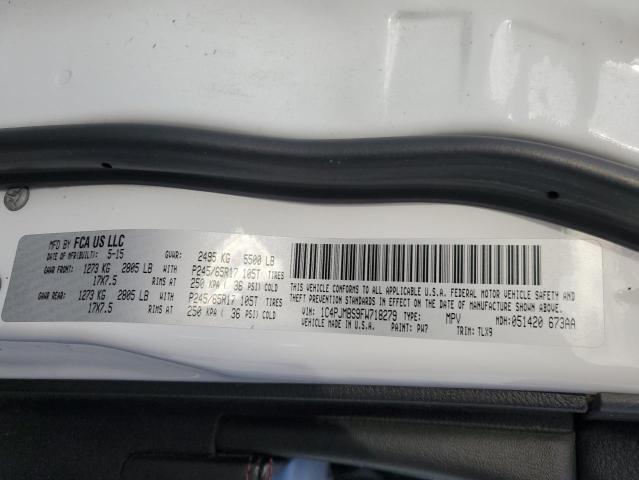 MFD BY FCA US LLC
DATE OF MFR(BUILT): 5-15 GVWR: 2495 KG 5500 LB
GAWR FRONT: 1273 KG 2805 LB WITH P245/65R17 105T TIRES
17X7.5 RIMS AT 250 KPA ( 36 PSI) COLD
GAWR REAR: 1273 KG 2805 LB WITH P245/65R17 105T TIRES
17X7.5 RIMS AT 250 KPA ( 36 PSI) COLD
THIS VEHICLE CONFORMS TO ALL APPLICABLE U.S.A. FEDERAL MOTOR VEHICLE SAFETY AND
THEFT PREVENTION STANDARDS IN EFFECT ON THE DATE OF MANUFACTURE SHOWN ABOVE.
VIN: 1C4PJMBS9FW718279 TYPE: MPV MDH:051420 673AA
MADE IN U.S.A. PAINT: PW7 TRIM: TLX9